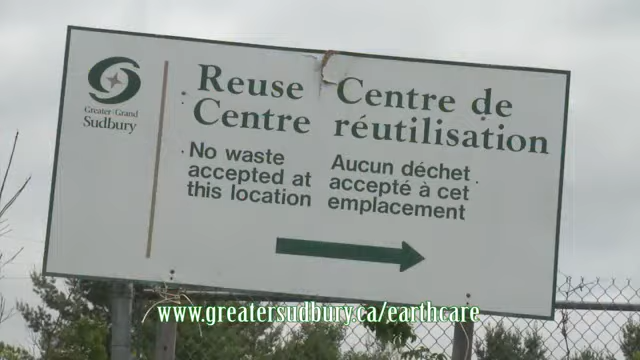 Greater | Grand
Sudbury
Reuse
Centre
No waste
accepted at
this location
Centre de
réutilisation
Aucun déchet
accepté à cet
emplacement
www.greatersudbury.ca/earthcare